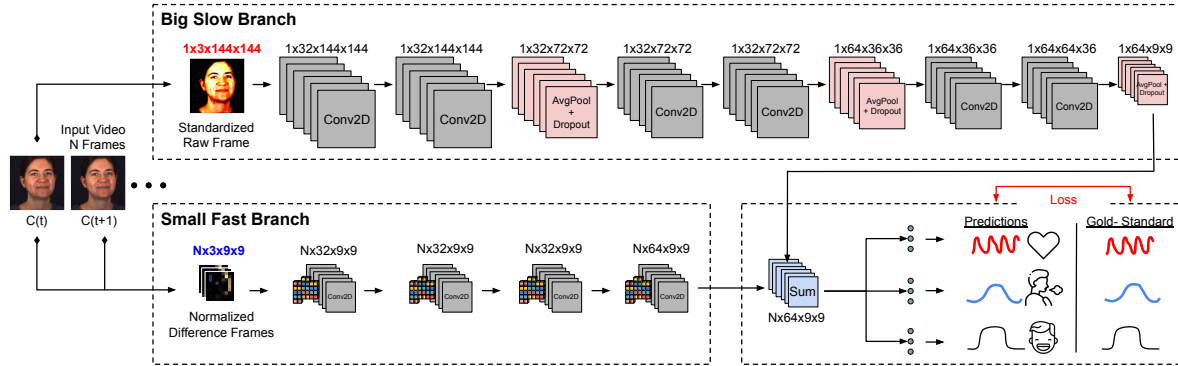 Big Slow Branch
1x3x144x144
1x32x144x144
1x32x144x144
1x32x72x72
1x32x72x72
1x32x72x72
1x64x36x36
1x64x36x36
1x64x64x36
1x64x9x9
Conv2D
Conv2D
AvgPool
+
Dropout
Conv2D
Conv2D
AvgPool
+ Dropout
Conv2D
Conv2D
AvgPool +
Dropout
Standardized
Raw Frame
Input Video
N Frames
C(t)
C(t+1)
Small Fast Branch
Nx3x9x9
Nx32x9x9
Nx32x9x9
Nx32x9x9
Nx64x9x9
Conv2D
Conv2D
Conv2D
Conv2D
Normalized
Difference Frames
Sum
Nx64x9x9
Loss
Predictions
Gold- Standard